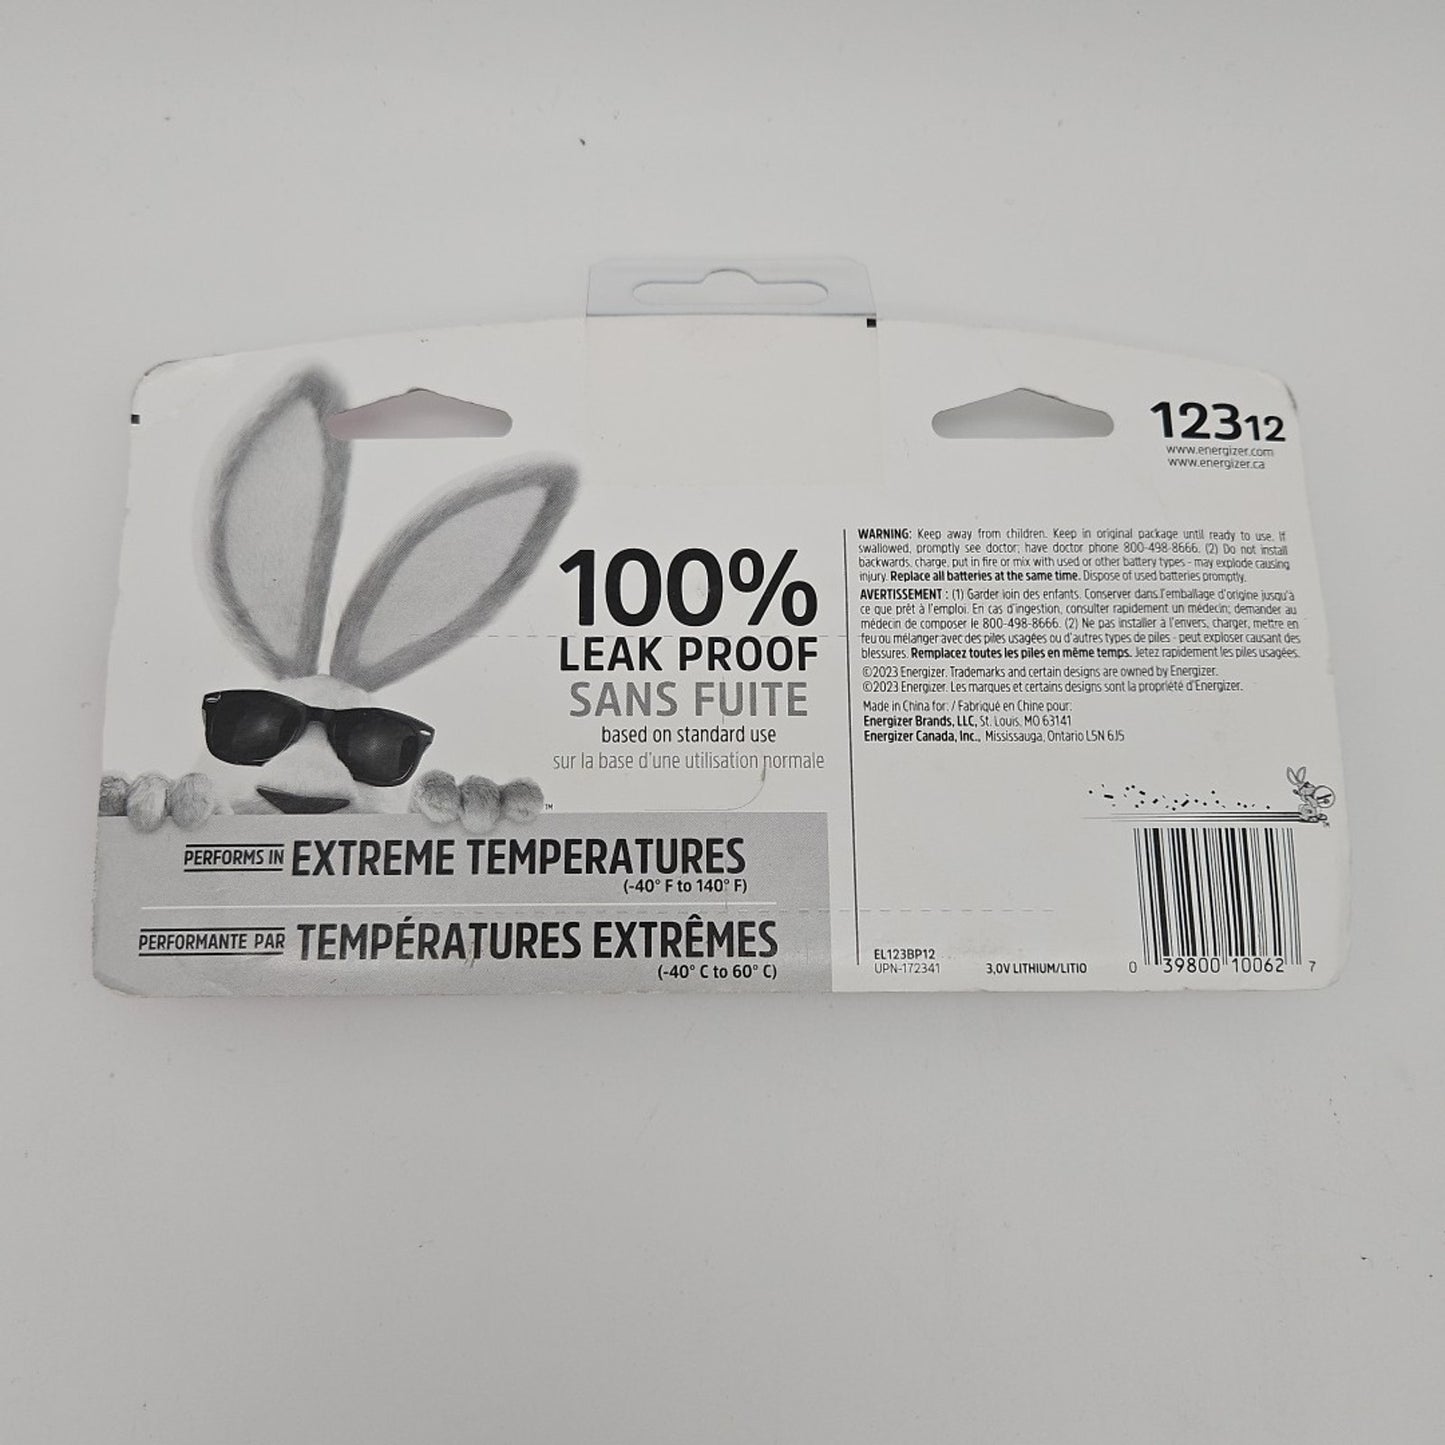 12312
www.energizer.com
www.energizer.ca
100%
LEAK PROOF
SANS FUITE
based on standard use
sur la base d'une utilisation normale
TM
PERFORMS IN EXTREME TEMPERATURES
(-40° F to 140° F)
PERFORMANTE PAR TEMPÉRATURES EXTRÊMES
(-40° C to 60° C)
WARNING: Keep away from children. Keep in original package until ready to use. If
swallowed, promptly see doctor; have doctor phone 800-498-8666. (2) Do not install
backwards, charge, put in fire or mix with used or other battery types - may explode causing
injury. Replace all batteries at the same time. Dispose of used batteries promptly.
AVERTISSEMENT : (1) Garder loin des enfants. Conserver dans l'emballage d'origine jusqu'à
ce que prêt à l'emploi. En cas d'ingestion, consulter rapidement un médecin; demander au
médecin de composer le 800-498-8666. (2) Ne pas installer à l'envers, charger, mettre en
feu ou mélanger avec des piles usagées ou d'autres types de piles - peut exploser causant des
blessures. Remplacez toutes les piles en même temps. Jetez rapidement les piles usagées.
©2023 Energizer. Trademarks and certain designs are owned by Energizer.
©2023 Energizer. Les marques et certains designs sont la propriété d'Energizer.
Made in China for: / Fabriqué en Chine pour:
Energizer Brands, LLC, St. Louis, MO 63141
Energizer Canada, Inc., Mississauga, Ontario L5N 6J5
EL123BP12
UPN-172341
3,0V LITHIUM/LITIO
0 39800 10062 7